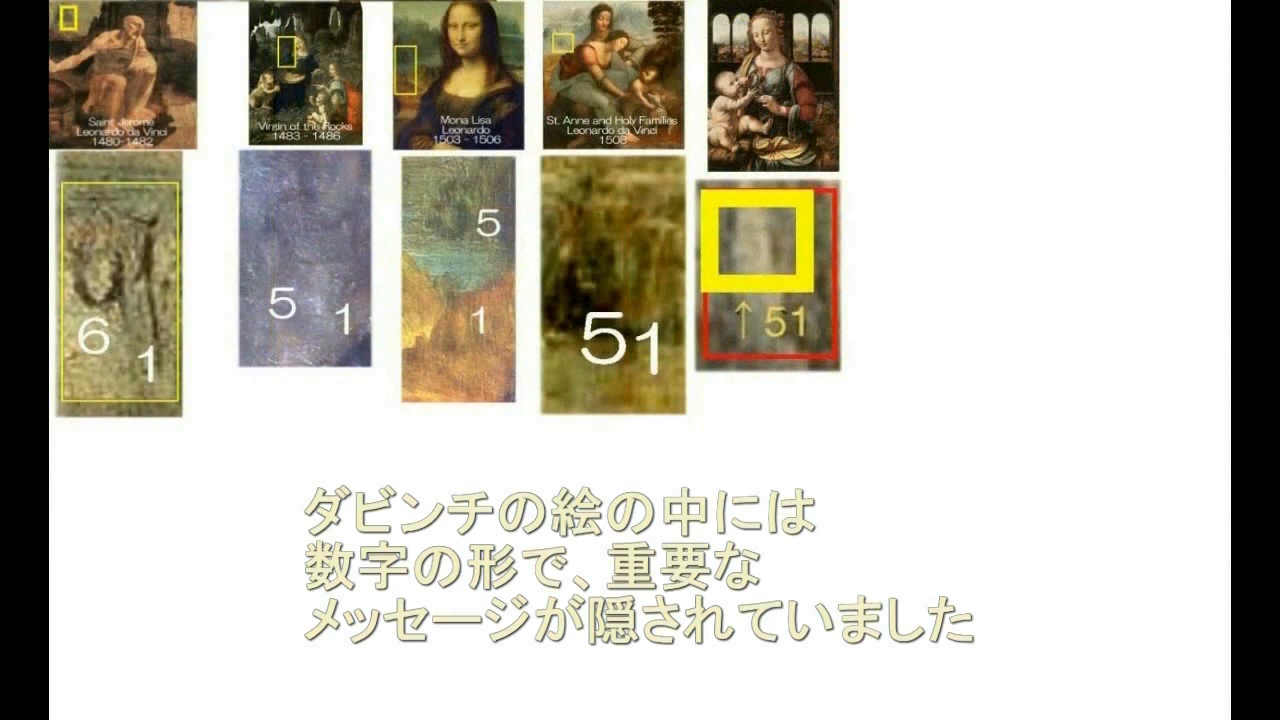 Saint Jerome
Leonardo da Vinci
1480-1482
Virgin of the Rocks
1483 - 1486
Mona Lisa
Leonardo
1503 - 1506
St. Anne and Holy Families
Leonardo da Vinci
1508
6
1
5
1
5
1
51
↑51
ダビンチの絵の中には
数字の形で、重要な
メッセージが隠されていました